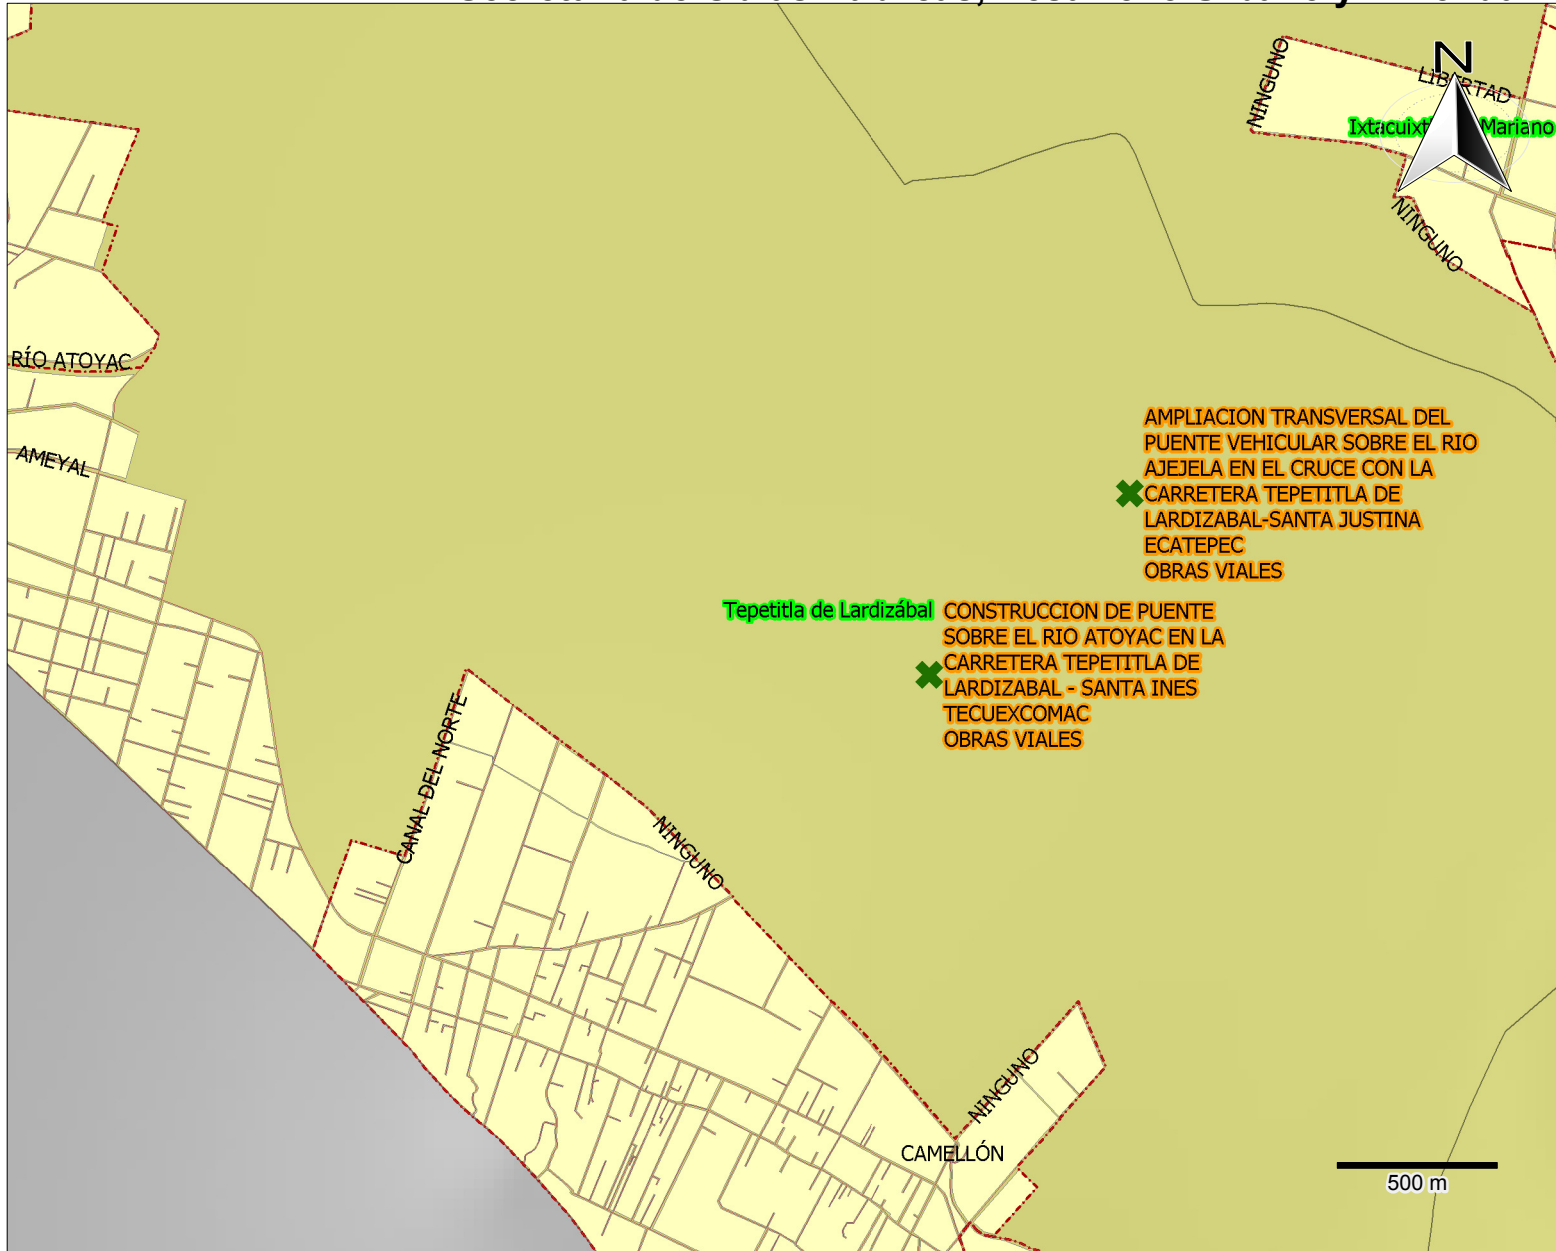 N
LIBERTAD
NINGUNO
Mariano
NINGUNO
RÍO ATOYAC
AMEYAL
AMPLIACION TRANSVERSAL DEL
PUENTE VEHICULAR SOBRE EL RIO
AJEJELA EN EL CRUCE CON LA
CARRETERA TEPETITLA DE
LARDIZABAL-SANTA JUSTINA
ECATEPEC
OBRAS VIALES
Tepetitla de Lardizábal
CONSTRUCCION DE PUENTE
SOBRE EL RIO ATOYAC EN LA
CARRETERA TEPETITLA DE
LARDIZABAL - SANTA INES
TECUEXCOMAC
OBRAS VIALES
CANAL DEL NORTE
NINGUNO
NINGUNO
CAMELLÓN
500 m